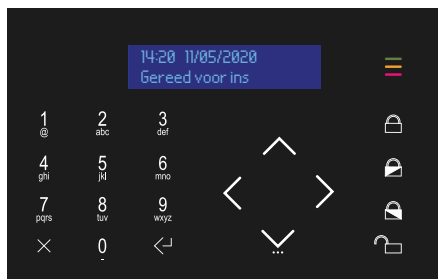 14:20 11/05/2020
Gereed voor ins
1 2 3
@ abc def
4 5 6
ghi jkl mno
7 8 9
pqrs tuv wxyz
0